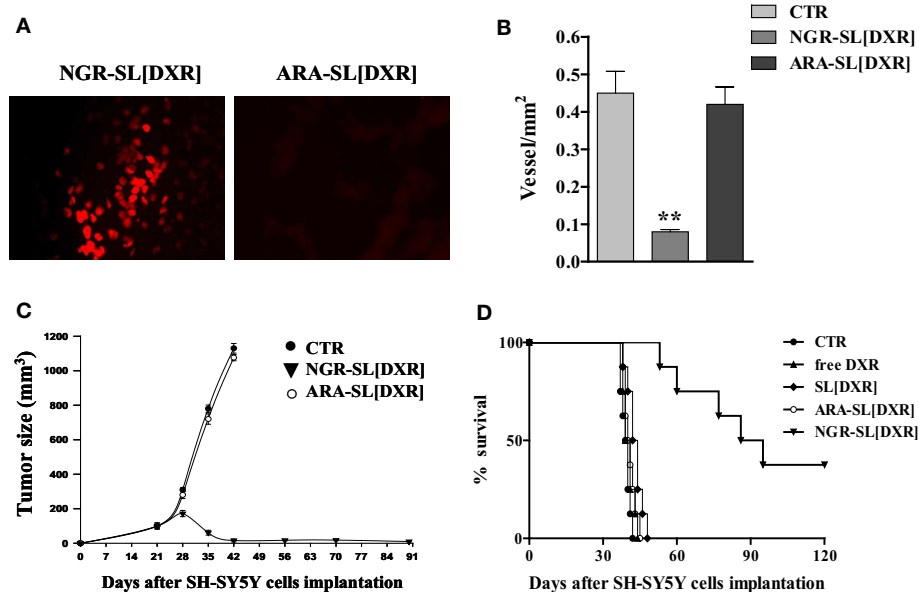 A
NGR-SL[DXR] ARA-SL[DXR]
B
CTR
NGR-SL[DXR]
ARA-SL[DXR]
Vessel/mm²
0.6
0.5
0.4
0.3
0.2
0.1
0.0
**
C
Tumor size (mm³)
1200
1000
800
600
400
200
0
CTR
NGR-SL[DXR]
ARA-SL[DXR]
0 7 14 21 28 35 42 49 56 63 70 77 84 91
Days after SH-SY5Y cells implantation
D
% survival
100
50
0
CTR
free DXR
SL[DXR]
ARA-SL[DXR]
NGR-SL[DXR]
0 30 60 90 120
Days after SH-SY5Y cells implantation